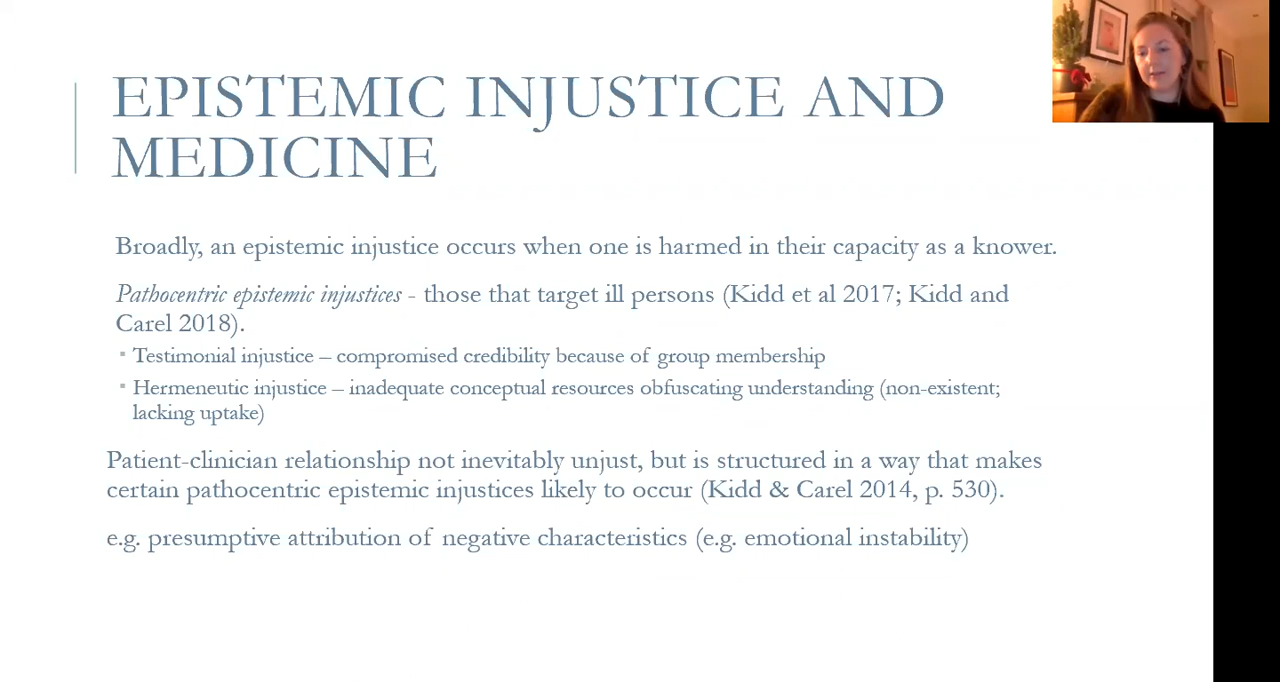 EPISTEMIC INJUSTICE AND
MEDICINE
Broadly, an epistemic injustice occurs when one is harmed in their capacity as a knower.
Pathocentric epistemic injustices - those that target ill persons (Kidd et al 2017; Kidd and
Carel 2018).
▪ Testimonial injustice – compromised credibility because of group membership
▪ Hermeneutic injustice – inadequate conceptual resources obfuscating understanding (non-existent;
lacking uptake)
Patient-clinician relationship not inevitably unjust, but is structured in a way that makes
certain pathocentric epistemic injustices likely to occur (Kidd & Carel 2014, p. 530).
e.g. presumptive attribution of negative characteristics (e.g. emotional instability)